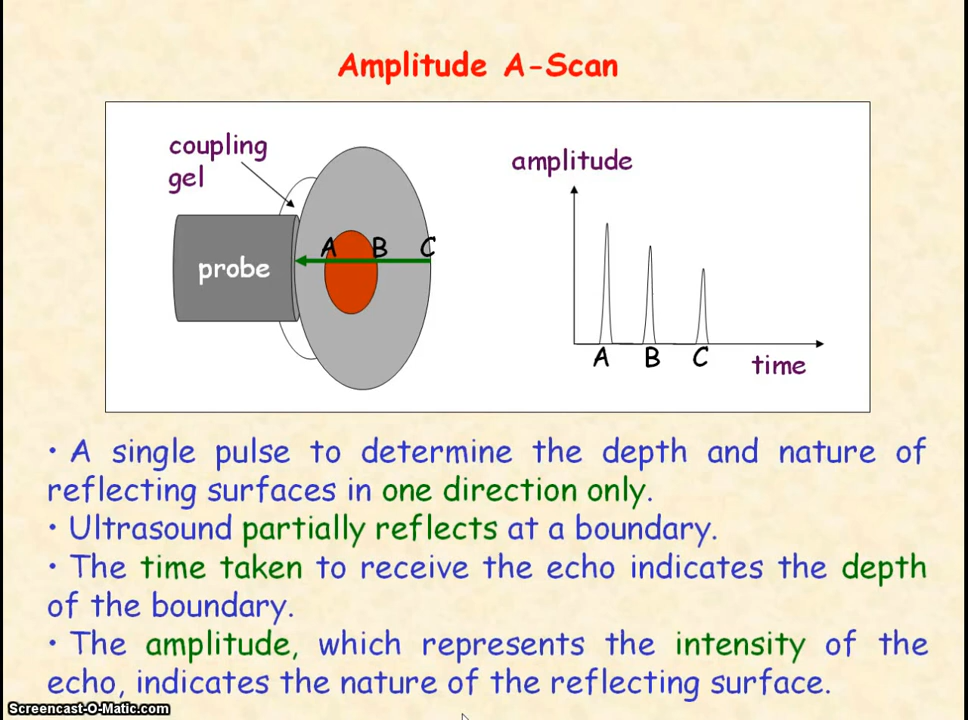 Amplitude A-Scan
coupling
gel
probe
A B C
amplitude
A B C
time
• A single pulse to determine the depth and nature of
reflecting surfaces in one direction only.
• Ultrasound partially reflects at a boundary.
• The time taken to receive the echo indicates the depth
of the boundary.
• The amplitude, which represents the intensity of the
echo, indicates the nature of the reflecting surface.
Screencast-O-Matic.com